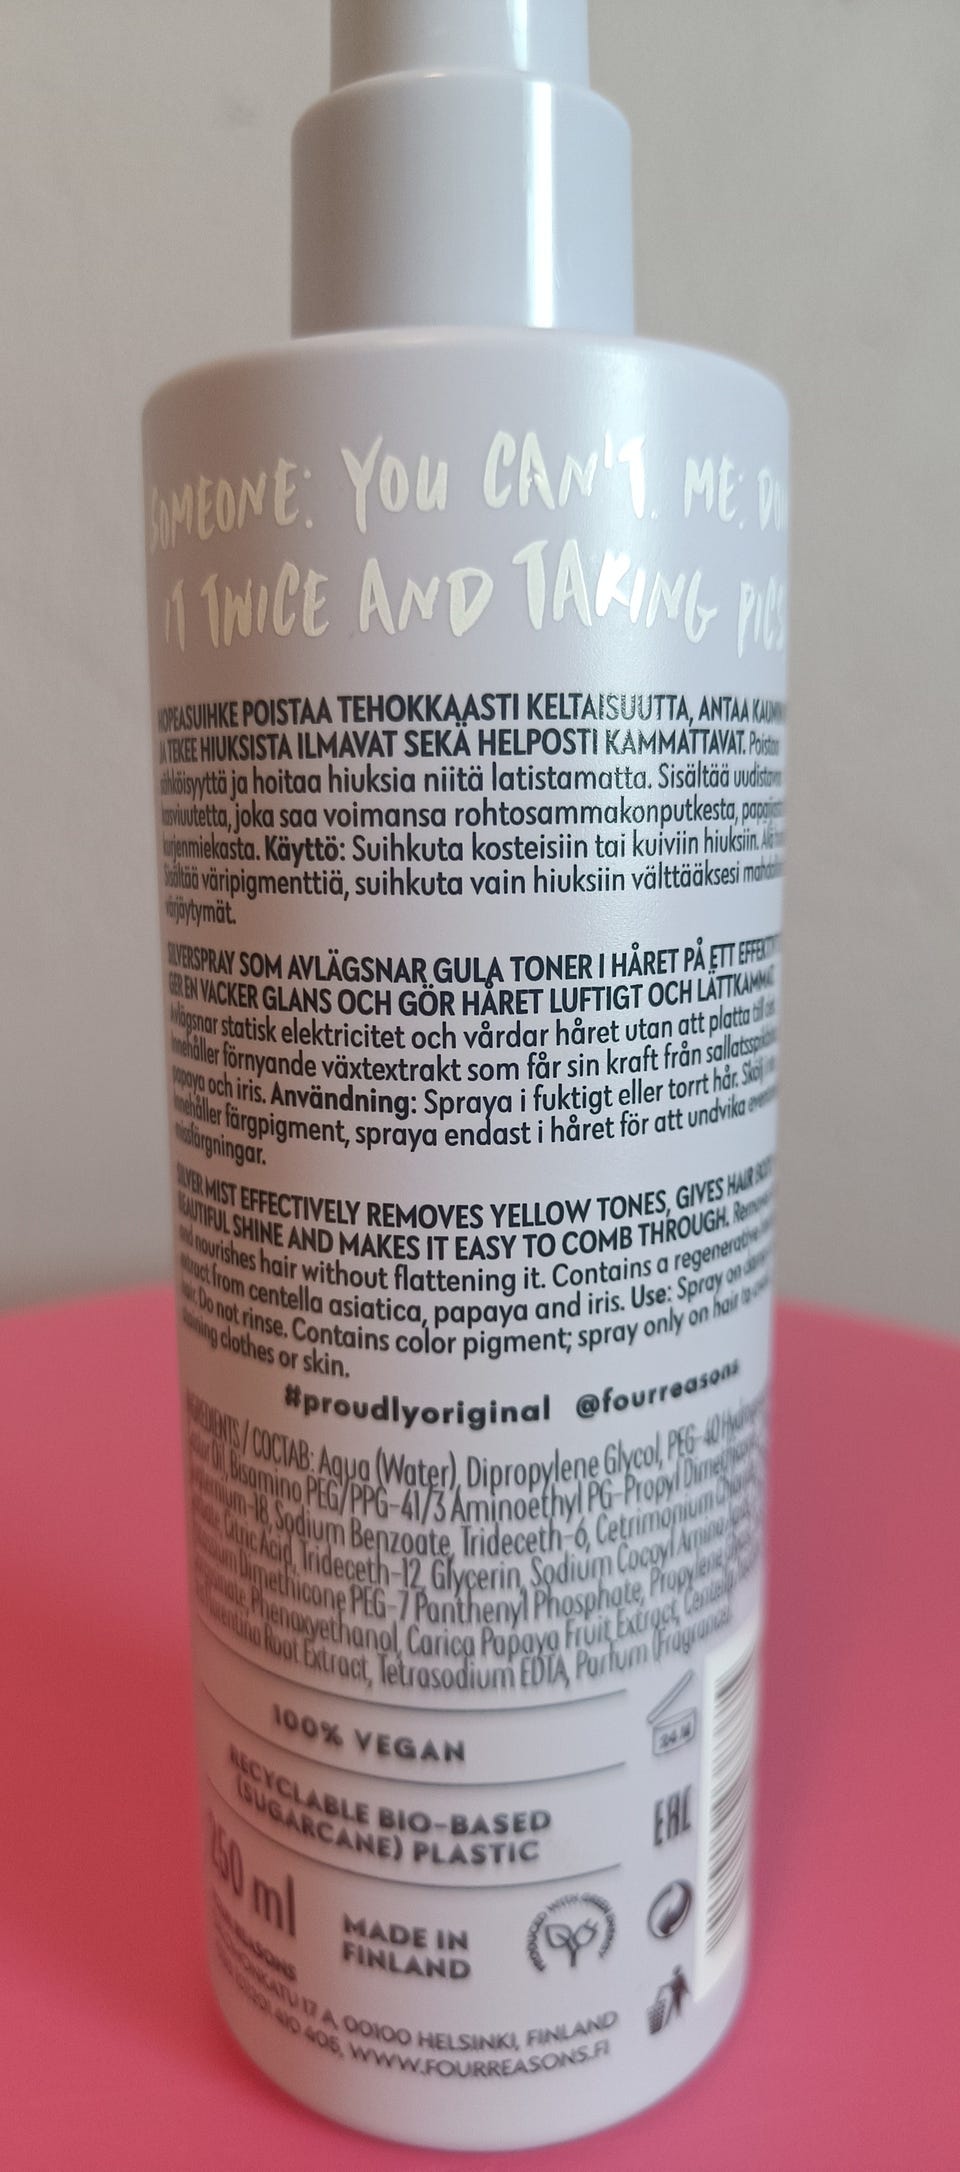 SOMEONE: YOU CAN'T. ME:
IT TWICE AND TAKING PICS
HOPEASUIHKE POISTAA TEHOKKAASTI KELTAISUUTTA, ANTAA
JA TEKEE HIUKSISTA ILMAVAT SEKÄ HELPOSTI KAMMATTAVAT. Poistaa
sähköisyyttä ja hoitaa hiuksia niitä latistamatta. Sisältää
kasviuutetta, joka saa voimansa rohtosammakonputkesta,
kurjenmiekasta. Käyttö: Suihkuta kosteisiin tai kuiviin hiuksiin.
Sisältää väripigmenttiä, suihkuta vain hiuksiin välttääksesi
värjäytymät.
SILVERSPRAY SOM AVLÄGSNAR GULA TONER I HÅRET PÅ ETT
GER EN VACKER GLANS OCH GÖR HÅRET LUFTIGT OCH
Avlägsnar statisk elektricitet och vårdar håret utan att platta till
Innehåller förnyande växtextrakt som får sin kraft från
papaya och iris. Användning: Spraya i fuktigt eller torrt hår.
Innehåller färgpigment, spraya endast i håret för att undvika
missfärgningar.
SILVER MIST EFFECTIVELY REMOVES YELLOW TONES, GIVES HAIR
BEAUTIFUL SHINE AND MAKES IT EASY TO COMB THROUGH.
and nourishes hair without flattening it. Contains a
extract from centella asiatica, papaya and iris. Use: Spray on
hair. Do not rinse. Contains color pigment; spray only on hair to
staining clothes or skin.
#proudlyoriginal @fourreasons
INGREDIENTS / СОСТАВ: Aqua (Water), Dipropylene Glycol, PEG-40
Castor Oil, Bisamino PEG/PPG-41/3 Aminoethyl PG-Propyl
Sodium Benzoate, Trideceth-6, Cetrimonium
Citric Acid, Trideceth-12, Glycerin, Sodium Cocoyl Amino
Dimethicone PEG-7 Panthenyl Phosphate, Propylene
Phenoxyethanol, Carica Papaya Fruit Extract,
Florentina Root Extract, Tetrasodium EDTA, Parfum (Fragrance).
100% VEGAN
24 M
RECYCLABLE BIO-BASED
(SUGARCANE) PLASTIC
EAC
250 ml
MADE IN
FINLAND
PRODUCED WITH GREEN ENERGY
17 A, 00100 HELSINKI, FINLAND
WWW.FOURREASONS.FI